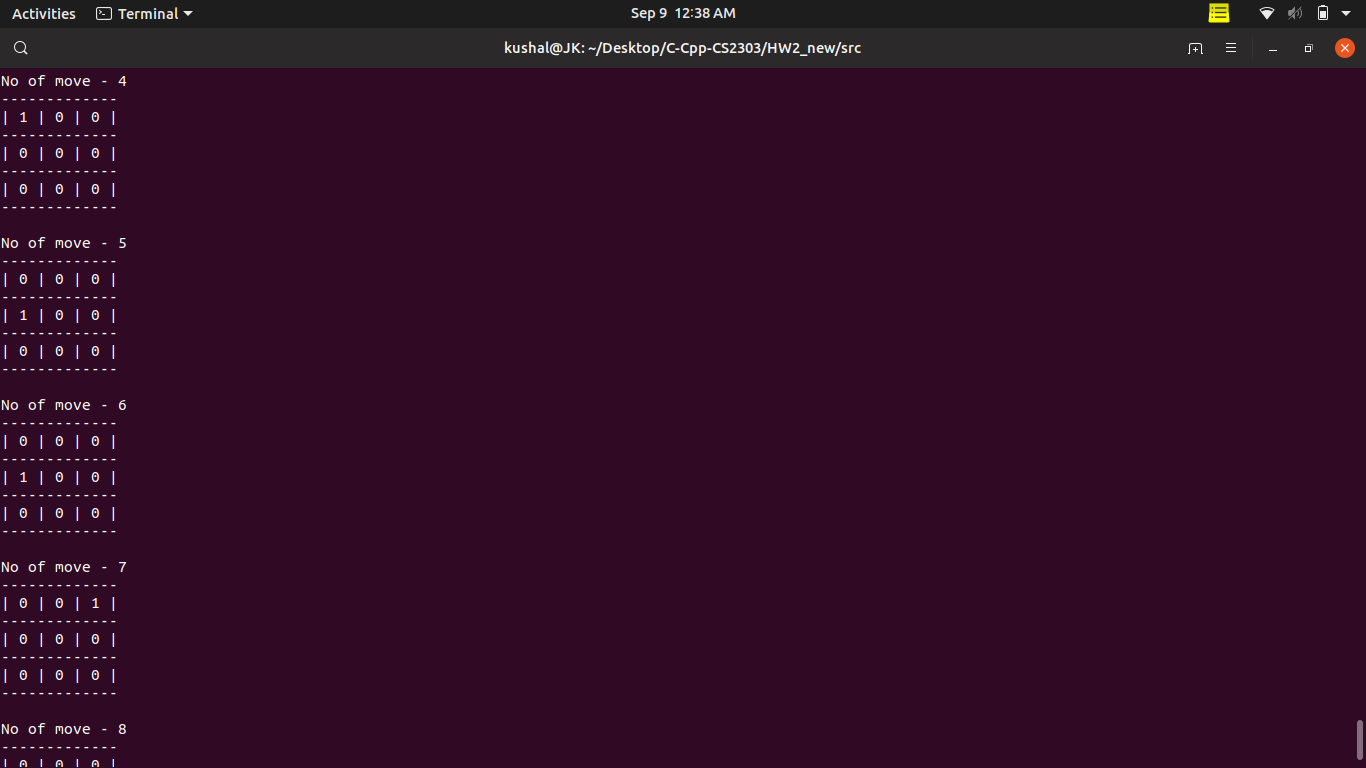 Activities Terminal Sep 9 12:38 AM
kushal@JK: ~/Desktop/C-Cpp-CS2303/HW2_new/src
No of move - 4
-------------
| 1 | 0 | 0 |
-------------
| 0 | 0 | 0 |
-------------
| 0 | 0 | 0 |
-------------
No of move - 5
-------------
| 0 | 0 | 0 |
-------------
| 1 | 0 | 0 |
-------------
| 0 | 0 | 0 |
-------------
No of move - 6
-------------
| 0 | 0 | 0 |
-------------
| 1 | 0 | 0 |
-------------
| 0 | 0 | 0 |
-------------
No of move - 7
-------------
| 0 | 0 | 1 |
-------------
| 0 | 0 | 0 |
-------------
| 0 | 0 | 0 |
-------------
No of move - 8
-------------
| 0 | 0 | 0 |